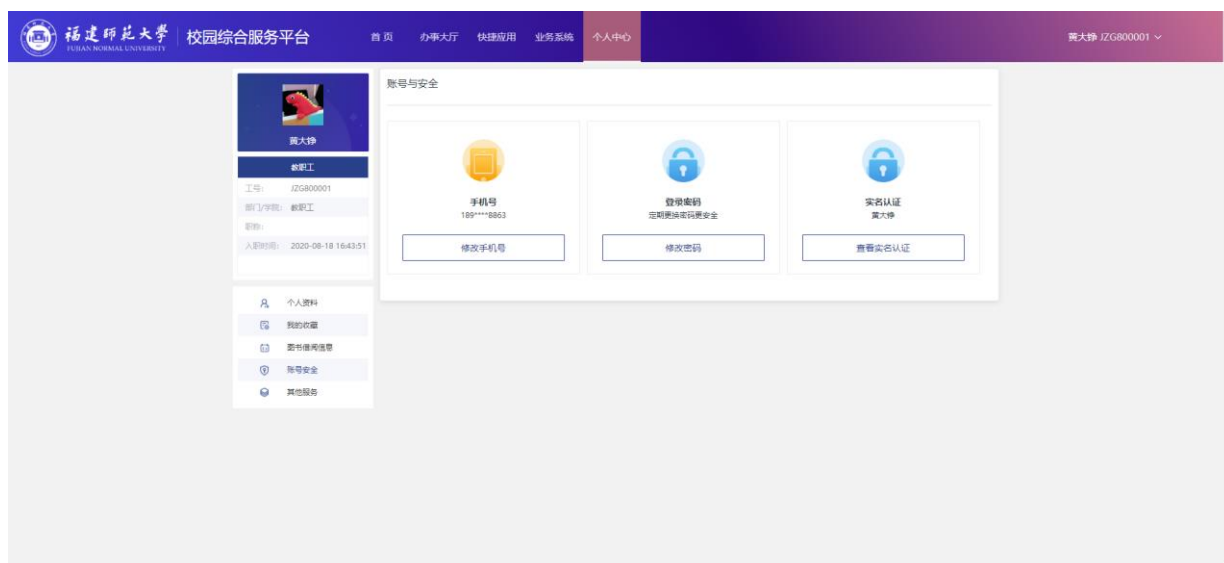 福建师范大学
FUJIAN NORMAL UNIVERSITY
校园综合服务平台
首页 办事大厅 快捷应用 业务系统 个人中心
黄大铮 JZG800001
黄大铮
教职工
工号: JZG800001
部门/学院: 教职工
职称:
入职时间: 2020-08-18 16:43:51
个人资料
我的收藏
图书借阅信息
账号安全
其他服务
账号与安全
手机号
189****8863
修改手机号
登录密码
定期更换密码更安全
修改密码
实名认证
黄大铮
查看实名认证